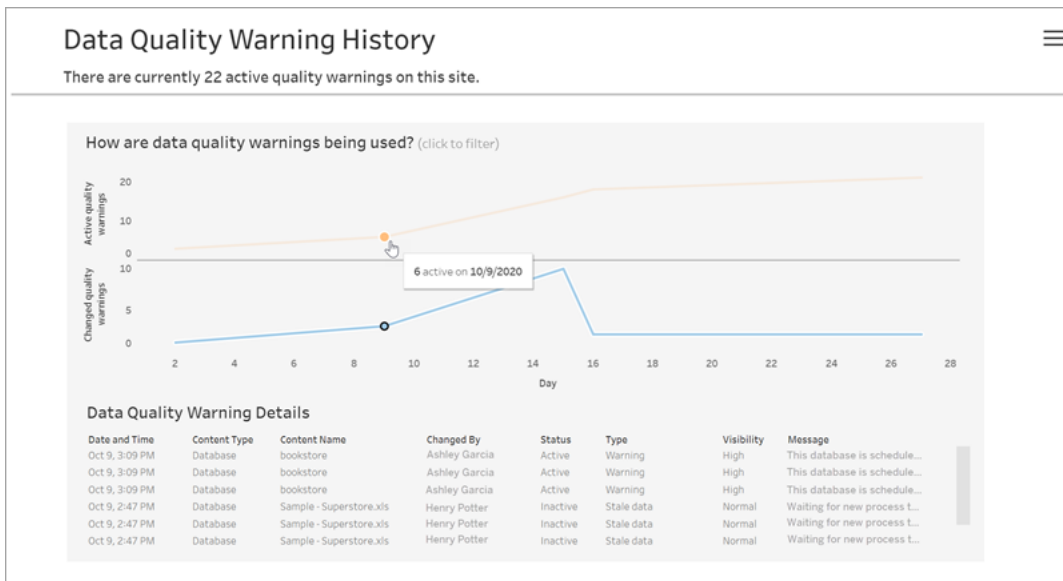 Data Quality Warning History
There are currently 22 active quality warnings on this site.
How are data quality warnings being used? (click to filter)
Active quality
warnings
20
10
0
6 active on 10/9/2020
Changed quality
warnings
10
5
0
2 4 6 8 10 12 14 16 18 20 22 24 26 28
Day
Data Quality Warning Details
Date and Time Content Type Content Name Changed By Status Type Visibility Message
Oct 9, 3:09 PM Database bookstore Ashley Garcia Active Warning High This database is schedule...
Oct 9, 3:09 PM Database bookstore Ashley Garcia Active Warning High This database is schedule...
Oct 9, 3:09 PM Database bookstore Ashley Garcia Active Warning High This database is schedule...
Oct 9, 2:47 PM Database Sample - Superstore.xls Henry Potter Inactive Stale data Normal Waiting for new process t...
Oct 9, 2:47 PM Database Sample - Superstore.xls Henry Potter Inactive Stale data Normal Waiting for new process t...
Oct 9, 2:47 PM Database Sample - Superstore.xls Henry Potter Inactive Stale data Normal Waiting for new process t...